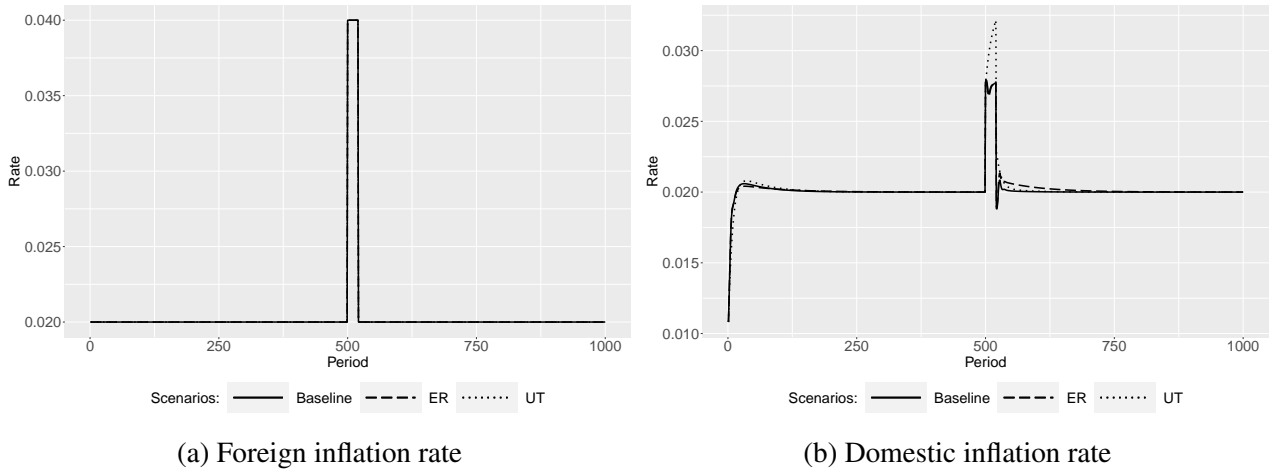 0.040
0.035
0.030
0.025
0.020
Rate
0 250 500 750 1000
Period
Scenarios: Baseline ER UT
(a) Foreign inflation rate
0.030
0.025
0.020
0.015
0.010
Rate
0 250 500 750 1000
Period
Scenarios: Baseline ER UT
(b) Domestic inflation rate